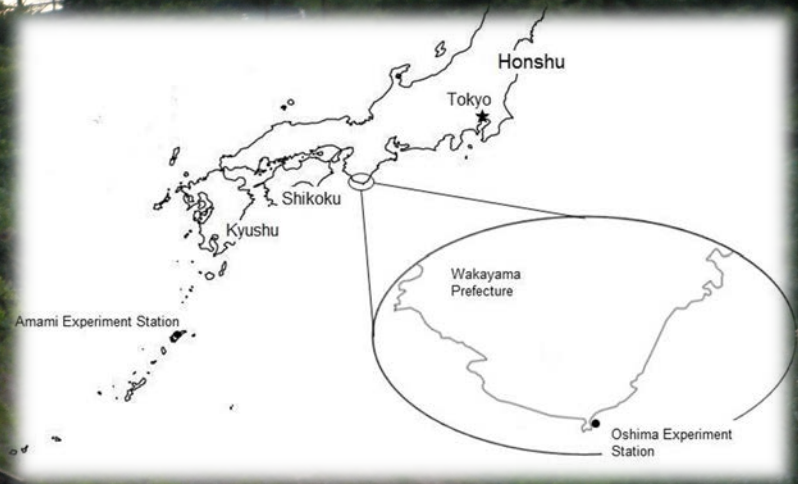 Honshu
Tokyo
Shikoku
Kyushu
Wakayama
Prefecture
Amami Experiment Station
Oshima Experiment
Station